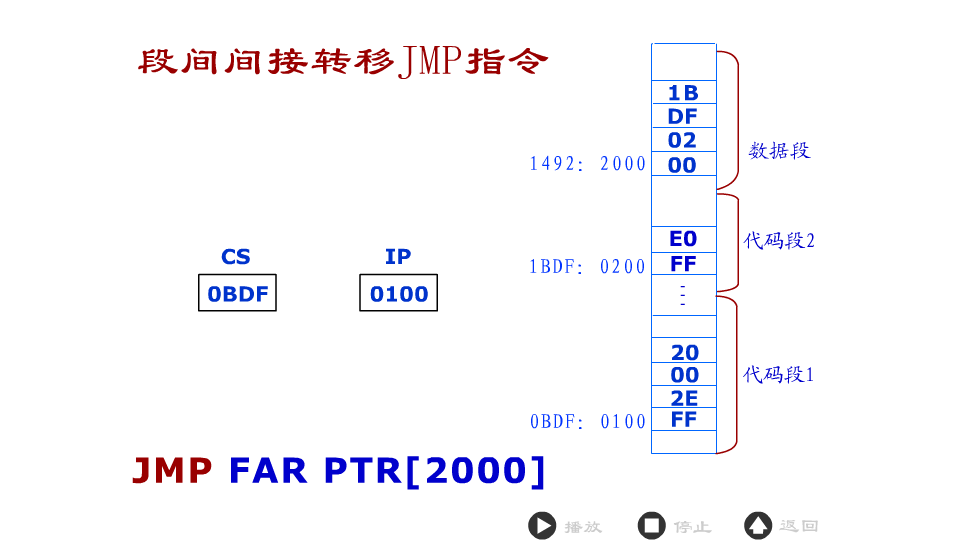 段间间接转移JMP指令
1B
DF
02
1492: 2000 00
数据段
E0
1BDF: 0200 FF
代码段2
- - -
CS IP
0BDF 0100
20
00
2E
0BDF: 0100 FF
代码段1
JMP FAR PTR[2000]
播放 停止 返回